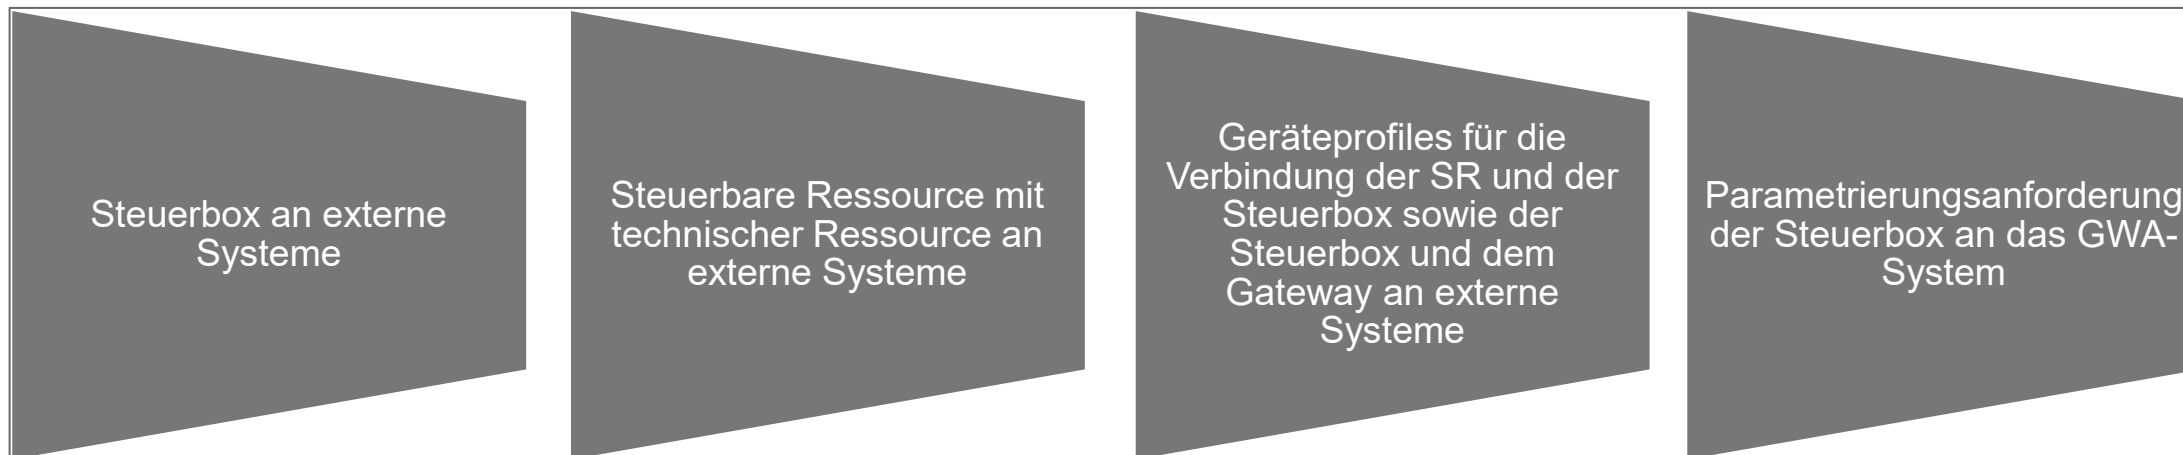 Steuerbox an externe
Systeme
Steuerbare Ressource mit
technischer Ressource an
externe Systeme
Geräteprofiles für die
Verbindung der SR und der
Steuerbox sowie der
Steuerbox und dem
Gateway an externe
Systeme
Parametrierungsanforderung
der Steuerbox an das GWA-
System